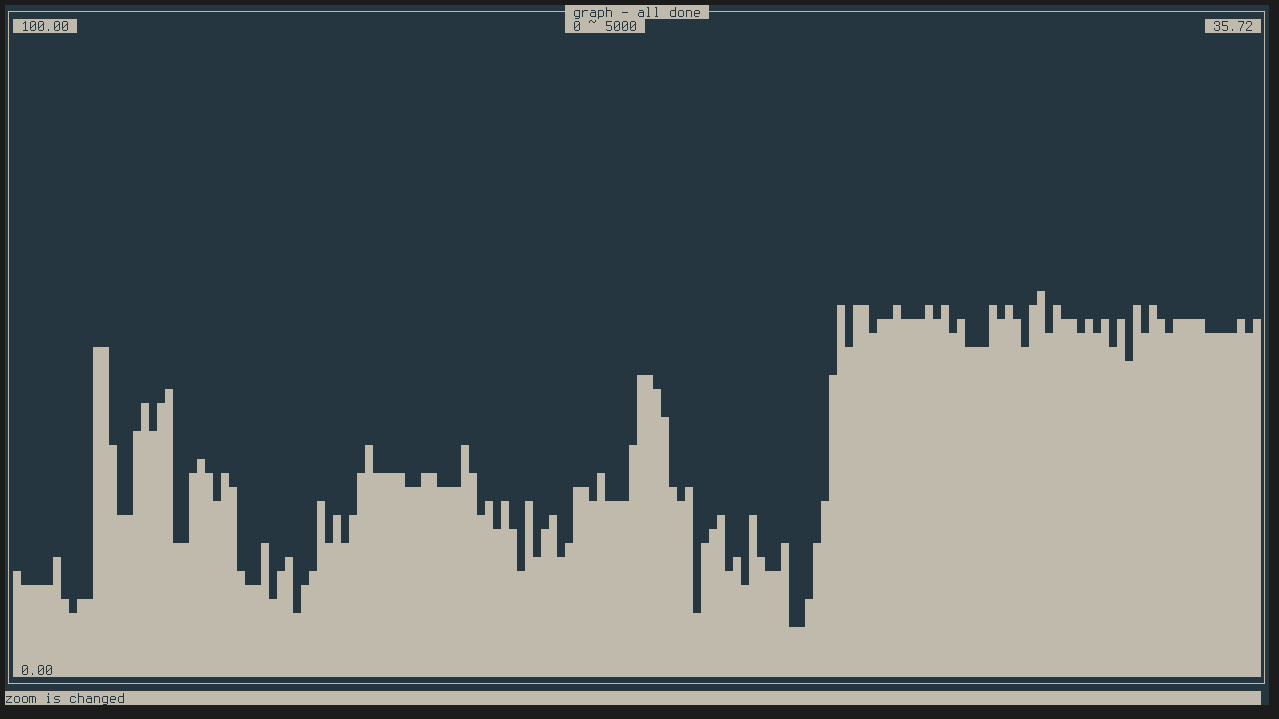 graph - all done
100.00
0 ~ 5000
35.72
0.00
zoom is changed